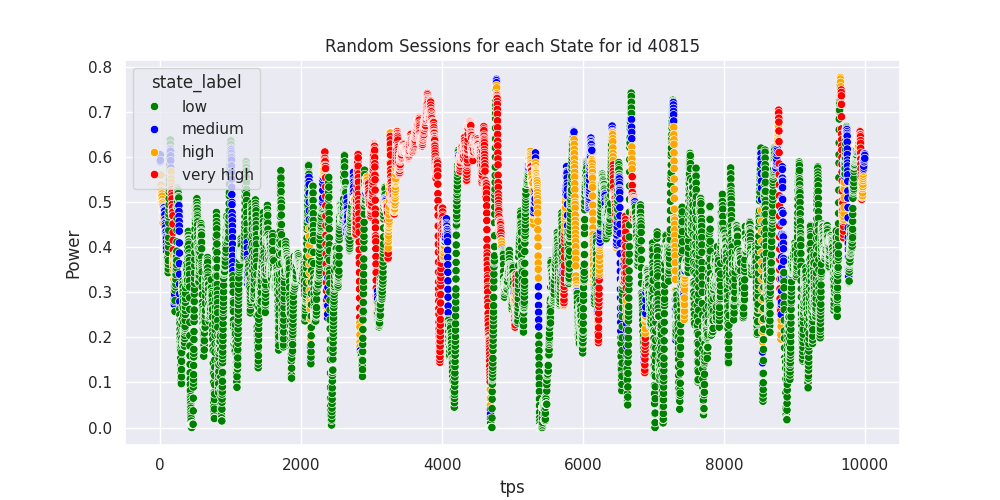 Random Sessions for each State for id 40815
state_label
low
medium
high
very high
Power
0.8
0.7
0.6
0.5
0.4
0.3
0.2
0.1
0.0
0 2000 4000 6000 8000 10000
tps